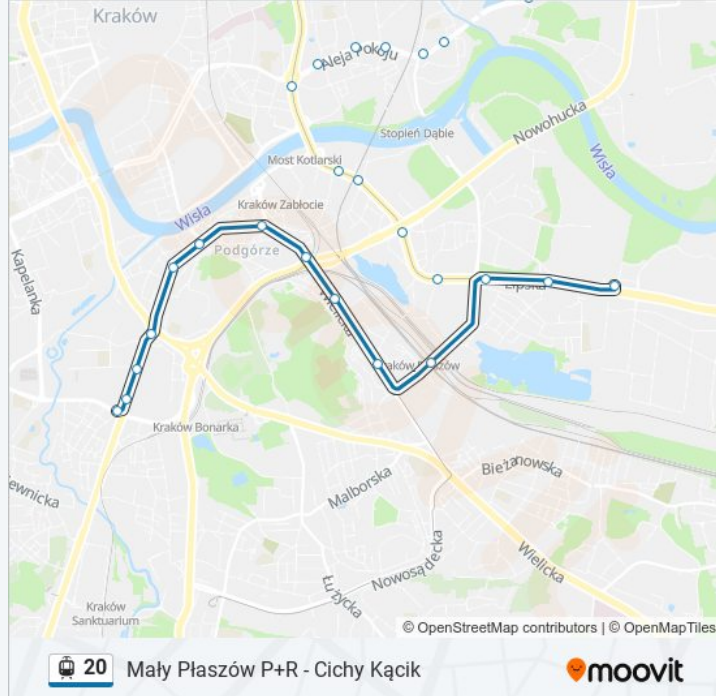 Kraków
Aleja Pokoju
Stopień Dąbie
Nowohucka
Most Kotlarski
Wisła
Kraków Zabłocie
Wisła
Podgórze
Kapelanka
Wielicka
Lipska
Kraków Płaszów
Kraków Bonarka
Bieżanowska
ewnicka
Malborska
Wielicka
Nowosądecka
Łużycka
Kraków
Sanktuarium
© OpenStreetMap contributors | © OpenMapTiles
20 Mały Płaszów P+R - Cichy Kącik
moovit